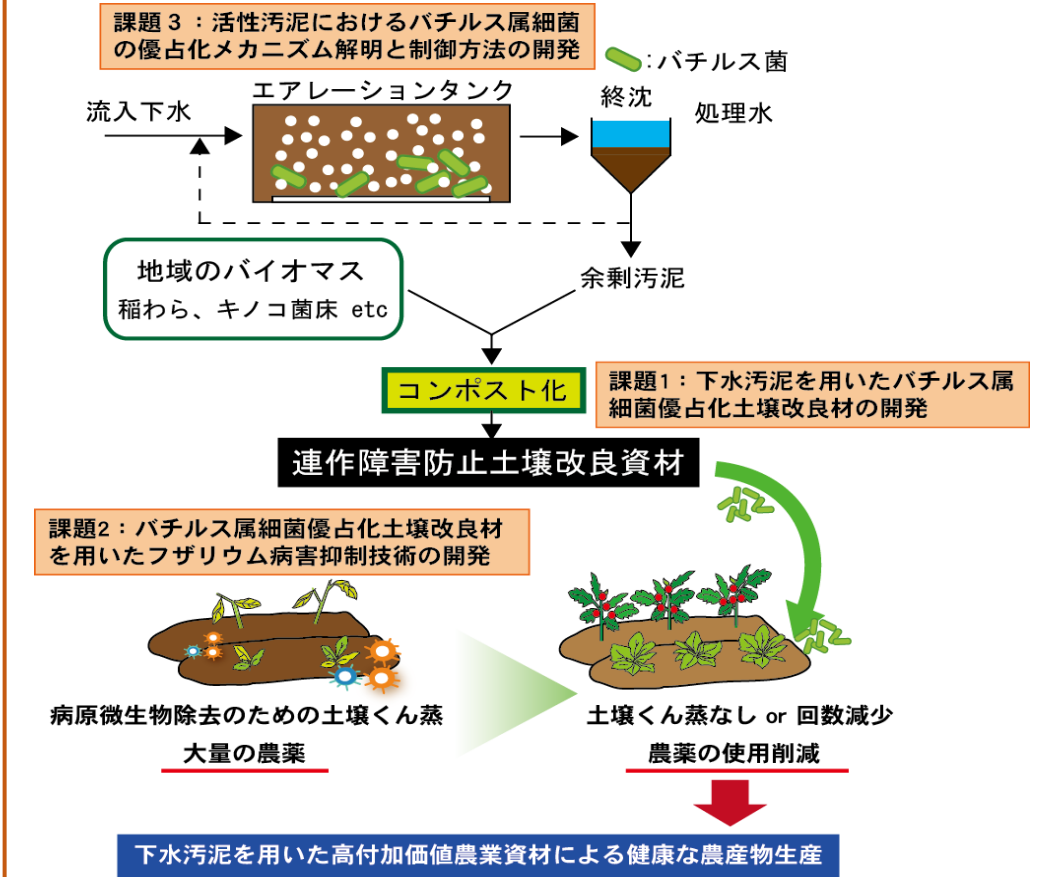 課題３：活性汚泥におけるバチルス属細菌
の優占化メカニズム解明と制御方法の開発
:バチルス菌
エアレーションタンク
終沈
流入下水
処理水
地域のバイオマス
稲わら、キノコ菌床 etc
余剰汚泥
コンポスト化
課題1：下水汚泥を用いたバチルス属
細菌優占化土壌改良材の開発
連作障害防止土壌改良資材
課題2：バチルス属細菌優占化土壌改良材
を用いたフザリウム病害抑制技術の開発
病原微生物除去のための土壌くん蒸
大量の農薬
土壌くん蒸なし or 回数減少
農薬の使用削減
下水汚泥を用いた高付加価値農業資材による健康な農産物生産